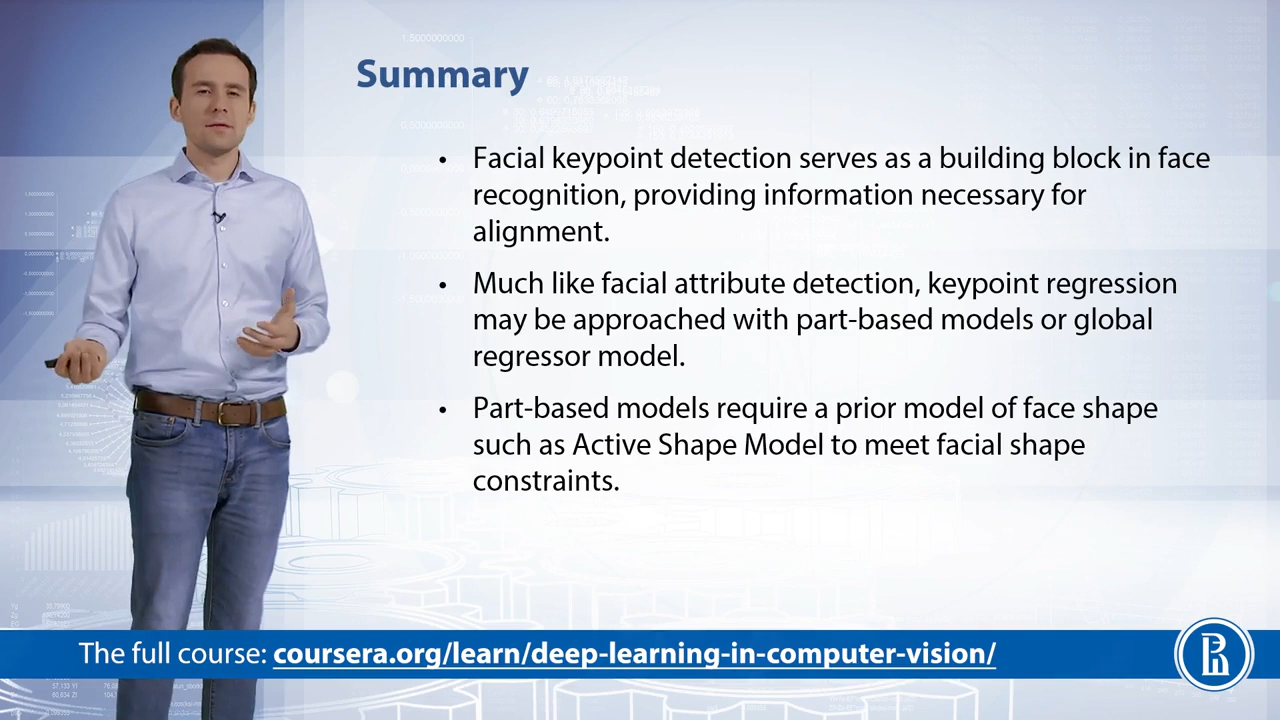 Summary
• Facial keypoint detection serves as a building block in face
recognition, providing information necessary for
alignment.
• Much like facial attribute detection, keypoint regression
may be approached with part-based models or global
regressor model.
• Part-based models require a prior model of face shape
such as Active Shape Model to meet facial shape
constraints.
The full course: coursera.org/learn/deep-learning-in-computer-vision/